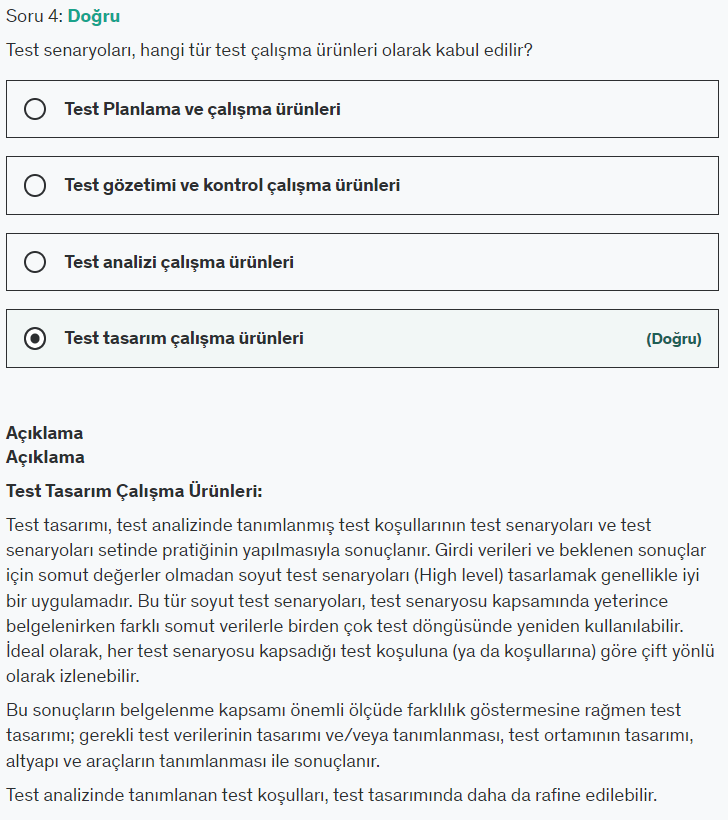 Soru 4: Doğru
Test senaryoları, hangi tür test çalışma ürünleri olarak kabul edilir?
Test Planlama ve çalışma ürünleri
Test gözetimi ve kontrol çalışma ürünleri
Test analizi çalışma ürünleri
Test tasarım çalışma ürünleri (Doğru)
Açıklama
Açıklama
Test Tasarım Çalışma Ürünleri:
Test tasarımı, test analizinde tanımlanmış test koşullarının test senaryoları ve test
senaryoları setinde pratiğinin yapılmasıyla sonuçlanır. Girdi verileri ve beklenen sonuçlar
için somut değerler olmadan soyut test senaryoları (High level) tasarlamak genellikle iyi
bir uygulamadır. Bu tür soyut test senaryoları, test senaryosu kapsamında yeterince
belgelenirken farklı somut verilerle birden çok test döngüsünde yeniden kullanılabilir.
İdeal olarak, her test senaryosu kapsadığı test koşuluna (ya da koşullarına) göre çift yönlü
olarak izlenebilir.
Bu sonuçların belgelenme kapsamı önemli ölçüde farklılık göstermesine rağmen test
tasarımı; gerekli test verilerinin tasarımı ve/veya tanımlanması, test ortamının tasarımı,
altyapı ve araçların tanımlanması ile sonuçlanır.
Test analizinde tanımlanan test koşulları, test tasarımında daha da rafine edilebilir.